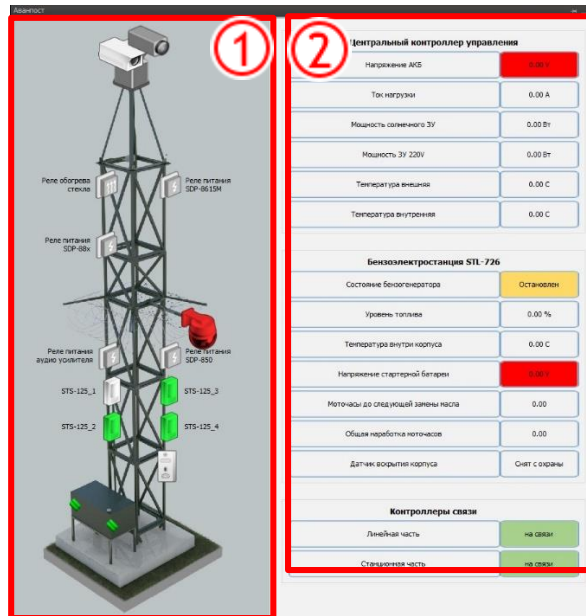 Аванпост
1
2
Реле обогрева
стекла
Реле питания
SDP-8615M
Реле питания
SDP-88x
Реле питания
аудио усилителя
Реле питания
SDP-850
STS-125_1
STS-125_3
STS-125_2
STS-125_4
Центральный контроллер управления
Напряжение АКБ
0.00 V
Ток нагрузки
0.00 А
Мощность солнечного ЗУ
0.00 Вт
Мощность ЗУ 220V
0.00 Вт
Температура внешняя
0.00 С
Температура внутренняя
0.00 С
Бензоэлектростанция STL-726
Состояние бензогенератора
Остановлен
Уровень топлива
0.00 %
Температура внутри корпуса
0.00 С
Напряжение стартерной батареи
0.00 V
Моточасы до следующей замены масла
0.00
Общая наработка моточасов
0.00
Датчик вскрытия корпуса
Снят с охраны
Контроллеры связи
Линейная часть
на связи
Станционная часть
на связи